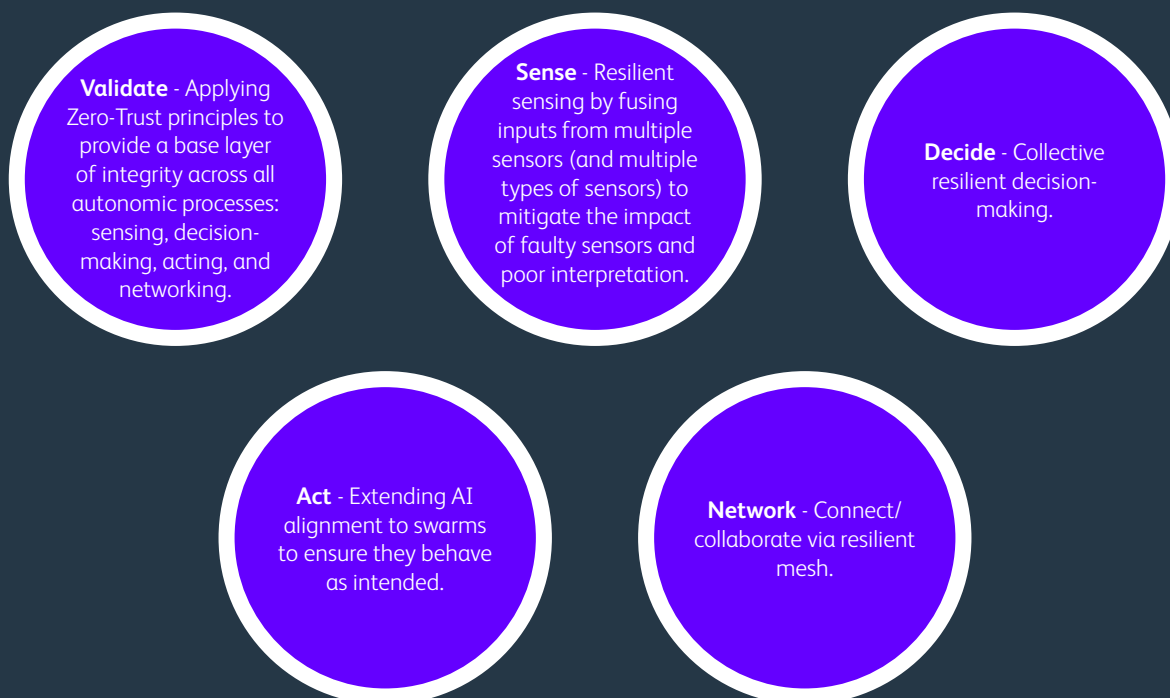 Validate - Applying
Zero-Trust principles to
provide a base layer
of integrity across all
autonomic processes:
sensing, decision-
making, acting, and
networking.
Sense - Resilient
sensing by fusing
inputs from multiple
sensors (and multiple
types of sensors) to
mitigate the impact
of faulty sensors and
poor interpretation.
Decide - Collective
resilient decision-
making.
Act - Extending AI
alignment to swarms
to ensure they behave
as intended.
Network - Connect/
collaborate via resilient
mesh.